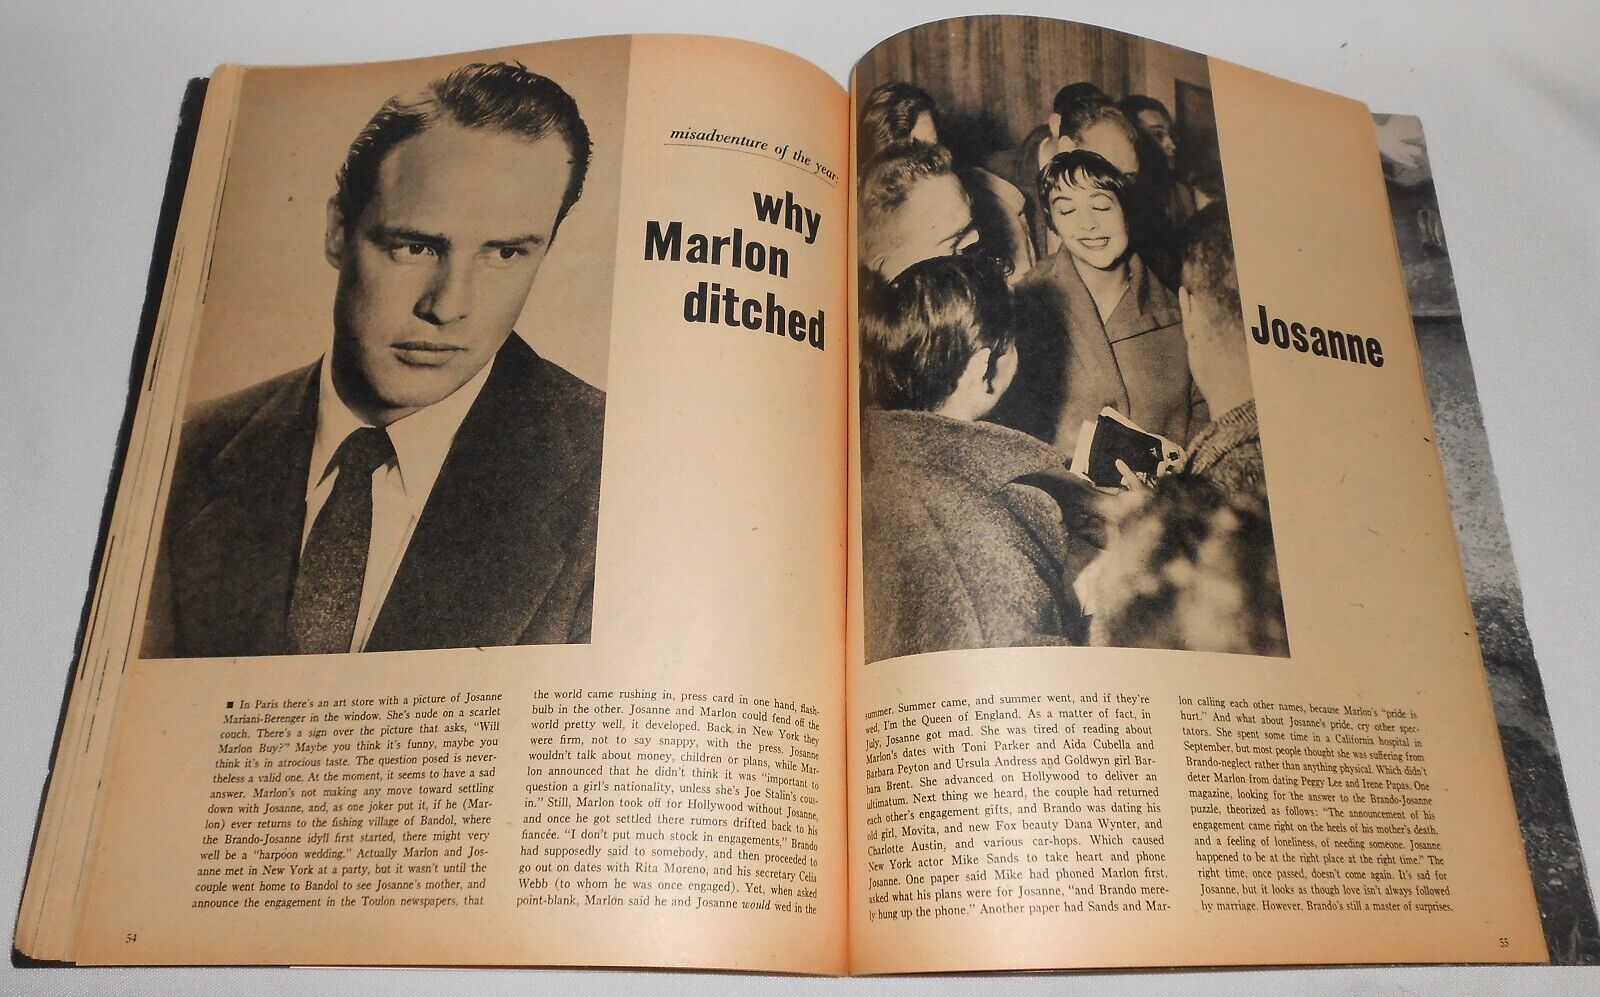 misadventure of the year:
why
Marlon
ditched
Josanne
■ In Paris there's an art store with a picture of Josanne
Mariani-Berenger in the window. She's nude on a scarlet
couch. There's a sign over the picture that asks, "Will
Marlon Buy?" Maybe you think it's funny, maybe you
think it's in atrocious taste. The question posed is never-
theless a valid one. At the moment, it seems to have a sad
answer. Marlon's not making any move toward settling
down with Josanne, and, as one joker put it, if he (Mar-
lon) ever returns to the fishing village of Bandol, where
the Brando-Josanne idyll first started, there might very
well be a "harpoon wedding." Actually Marlon and Jos-
anne met in New York at a party, but it wasn't until the
couple went home to Bandol to see Josanne's mother, and
announce the engagement in the Toulon newspapers, that
the world came rushing in, press card in one hand, flash-
bulb in the other. Josanne and Marlon could fend off the
world pretty well, it developed. Back in New York they
were firm, not to say snappy, with the press. Josanne
wouldn't talk about money, children or plans, while Mar-
lon announced that he didn't think it was "important to
question a girl's nationality, unless she's Joe Stalin's cous-
in." Still, Marlon took off for Hollywood without Josanne,
and once he got settled there rumors drifted back to his
fiancée. "I don't put much stock in engagements," Brando
had supposedly said to somebody, and then proceeded to
go out on dates with Rita Moreno, and his secretary Celia
Webb (to whom he was once engaged). Yet, when asked
point-blank, Marlon said he and Josanne would wed in the
54
summer. Summer came, and summer went, and if they're
wed, I'm the Queen of England. As a matter of fact, in
July, Josanne got mad. She was tired of reading about
Marlon's dates with Toni Parker and Aida Cubella and
Barbara Peyton and Ursula Andress and Goldwyn girl Bar-
bara Brent. She advanced on Hollywood to deliver an
ultimatum. Next thing we heard, the couple had returned
each other's engagement gifts, and Brando was dating his
old girl, Movita, and new Fox beauty Dana Wynter, and
Charlotte Austin, and various car-hops. Which caused
New York actor Mike Sands to take heart and phone
Josanne. One paper said Mike had phoned Marlon first,
asked what his plans were for Josanne, "and Brando mere-
ly hung up the phone." Another paper had Sands and Mar-
lon calling each other names, because Marlon's "pride is
hurt." And what about Josanne's pride, cry other spec-
tators. She spent some time in a California hospital in
September, but most people thought she was suffering from
Brando-neglect rather than anything physical. Which didn't
deter Marlon from dating Peggy Lee and Irene Papas. One
magazine, looking for the answer to the Brando-Josanne
puzzle, theorized as follows: "The announcement of his
engagement came right on the heels of his mother's death,
and a feeling of loneliness, of needing someone. Josanne
happened to be at the right place at the right time." The
right time, once passed, doesn't come again. It's sad for
Josanne, but it looks as though love isn't always followed
by marriage. However, Brando's still a master of surprises.
55